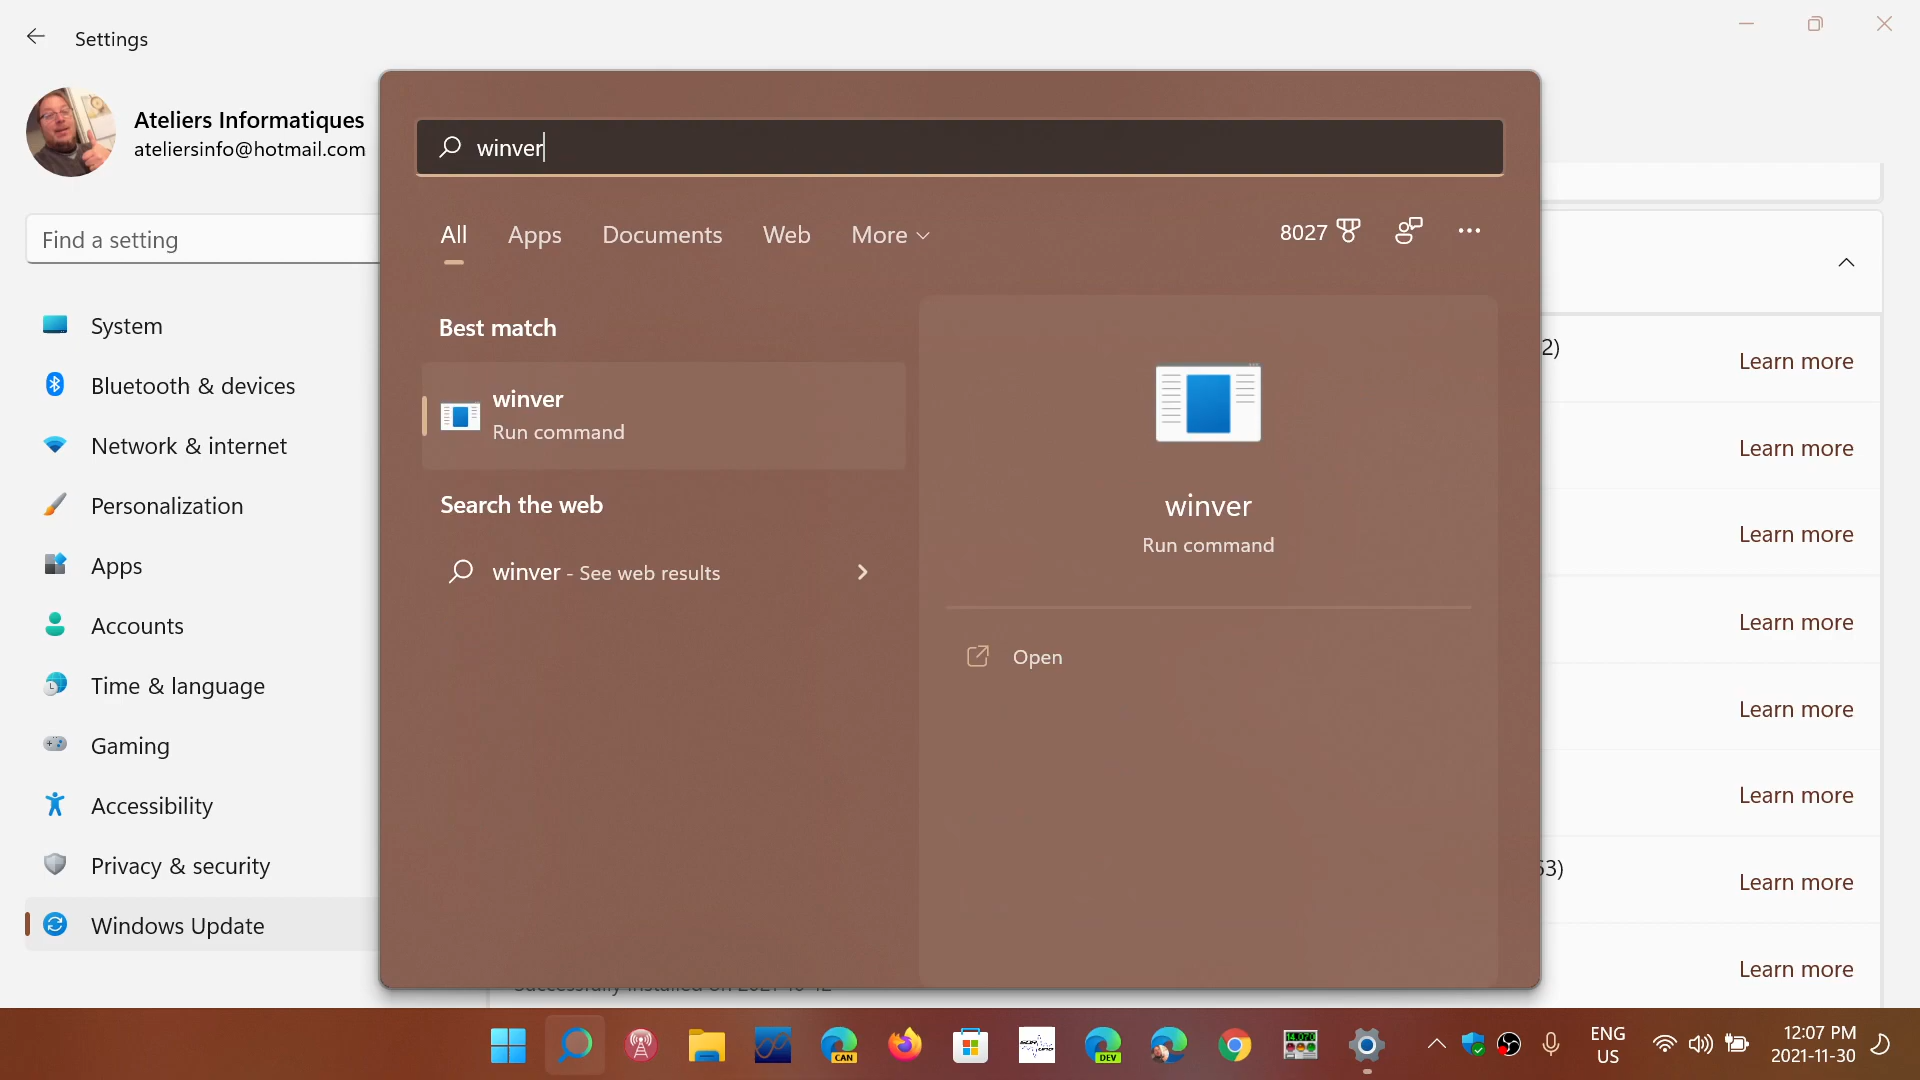 Settings
Ateliers Informatiques
ateliersinfo@hotmail.com
Find a setting
System
Bluetooth & devices
Network & internet
Personalization
Apps
Accounts
Time & language
Gaming
Accessibility
Privacy & security
Windows Update
winver
All Apps Documents Web More
8027
Best match
winver
Run command
Search the web
winver - See web results
winver
Run command
Open
2)
Learn more
Learn more
Learn more
Learn more
Learn more
Learn more
53)
Learn more
Learn more
CAN
DEV
ENG
US
12:07 PM
2021-11-30